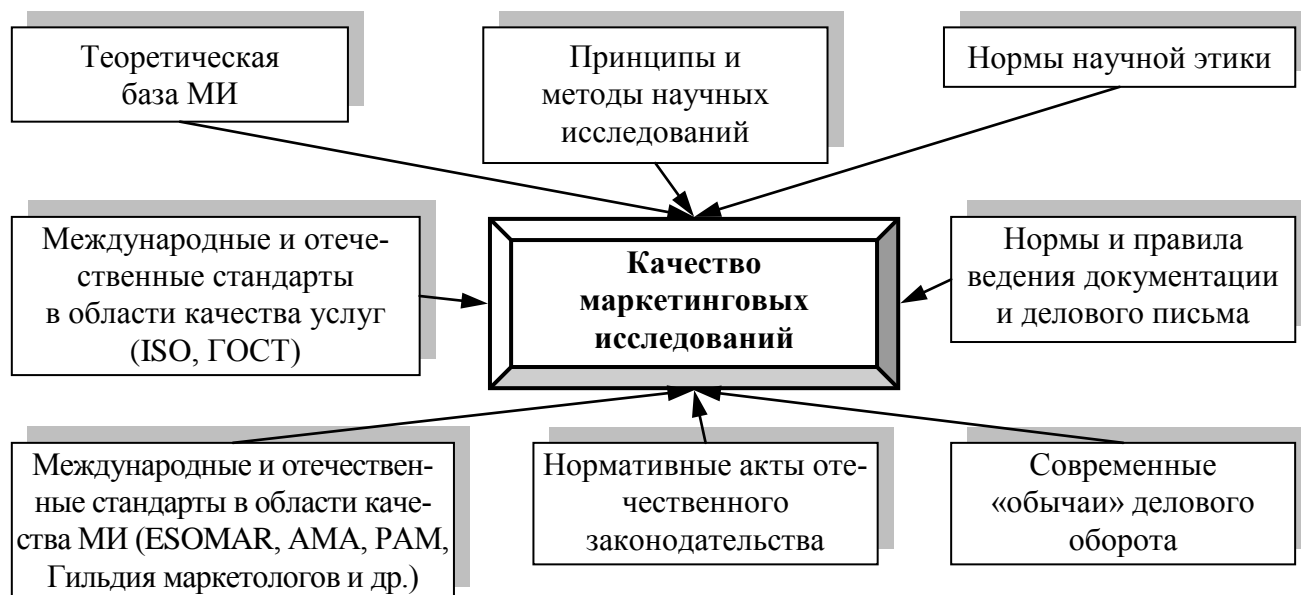 Теоретическая
база МИ
Принципы и
методы научных
исследований
Нормы научной этики
Международные и отече-
ственные стандарты
в области качества услуг
(ISO, ГОСТ)
Качество
маркетинговых
исследований
Нормы и правила
ведения документации
и делового письма
Международные и отечествен-
ные стандарты в области каче-
ства МИ (ESOMAR, AMA, РАМ,
Гильдия маркетологов и др.)
Нормативные акты оте-
чественного
законодательства
Современные
«обычаи» делового
оборота